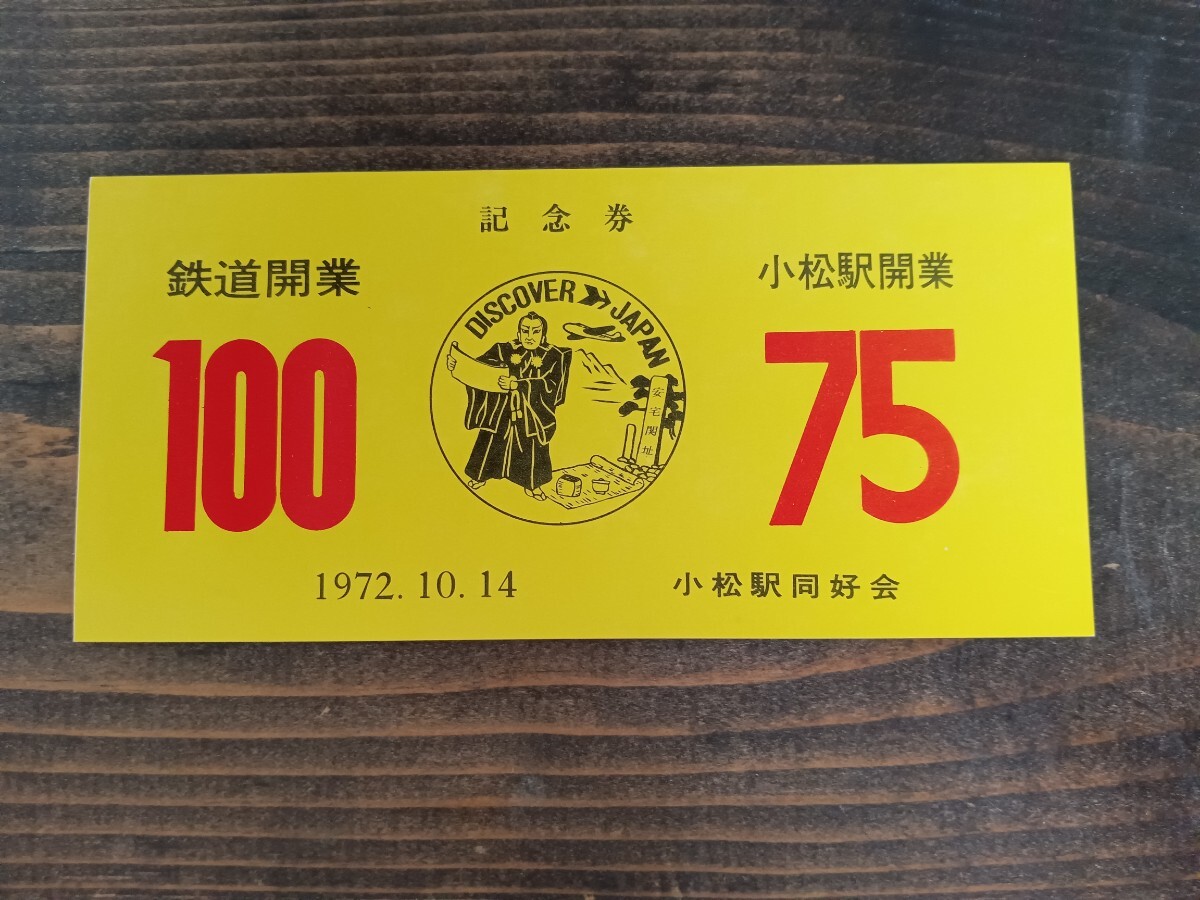 記念券
鉄道開業
100
DISCOVER JAPAN
安宅関址
小松駅開業
75
1972.10.14
小松駅同好会